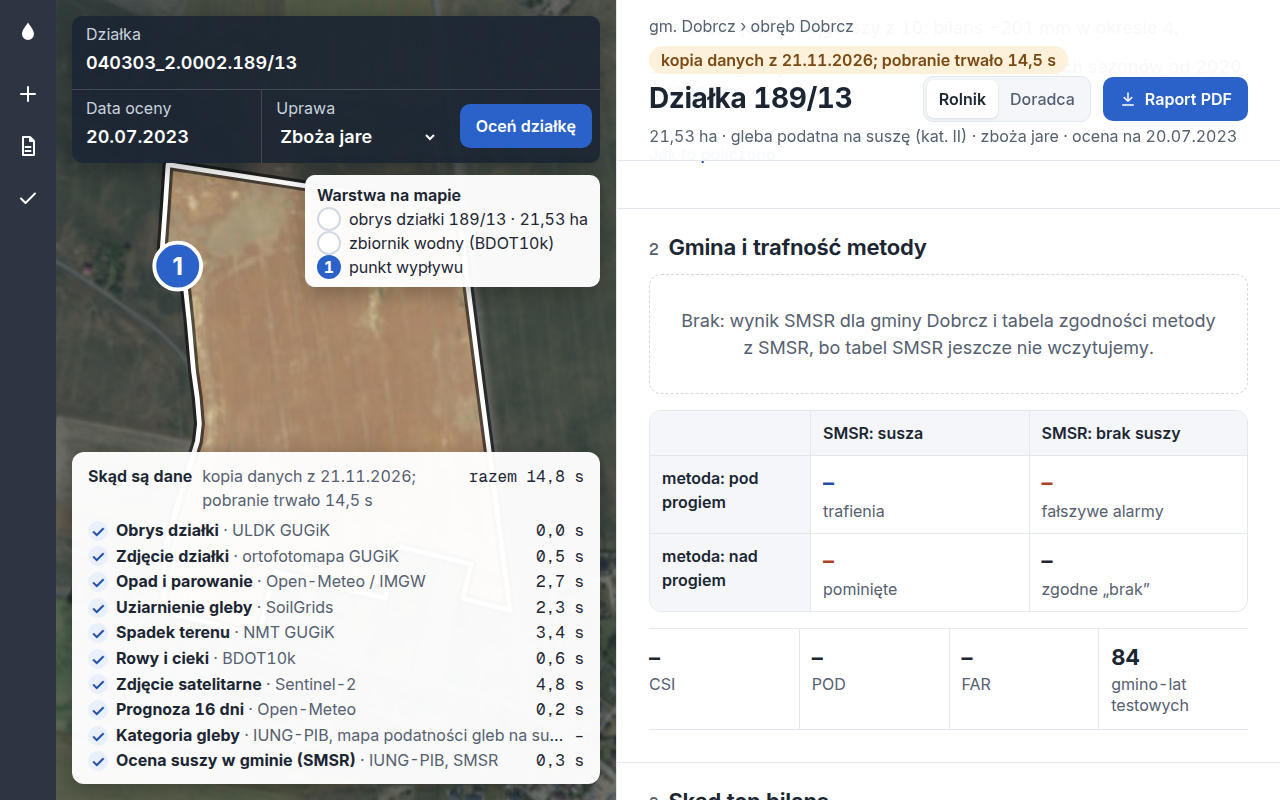 Działka
040303_2.0002.189/13
Data oceny
20.07.2023
Uprawa
Zboża jare
Oceń działkę
Warstwa na mapie
obrys działki 189/13 · 21,53 ha
zbiornik wodny (BDOT10k)
1 punkt wypływu
1
Skąd są dane kopia danych z 21.11.2026; razem 14,8 s
pobranie trwało 14,5 s
Obrys działki · ULDK GUGiK 0,0 s
Zdjęcie działki · ortofotomapa GUGiK 0,5 s
Opad i parowanie · Open-Meteo / IMGW 2,7 s
Uziarnienie gleby · SoilGrids 2,3 s
Spadek terenu · NMT GUGiK 3,4 s
Rowy i cieki · BDOT10k 0,6 s
Zdjęcie satelitarne · Sentinel-2 4,8 s
Prognoza 16 dni · Open-Meteo 0,2 s
Kategoria gleby · IUNG-PIB, mapa podatności gleb na su... –
Ocena suszy w gminie (SMSR) · IUNG-PIB, SMSR 0,3 s
gm. Dobrcz › obręb Dobrcz
kopia danych z 21.11.2026; pobranie trwało 14,5 s
Działka 189/13
Rolnik Doradca
Raport PDF
21,53 ha · gleba podatna na suszę (kat. II) · zboża jare · ocena na 20.07.2023
2 Gmina i trafność metody
Brak: wynik SMSR dla gminy Dobrcz i tabela zgodności metody
z SMSR, bo tabel SMSR jeszcze nie wczytujemy.
SMSR: susza SMSR: brak suszy
metoda: pod
progiem
–
trafienia
–
fałszywe alarmy
metoda: nad
progiem
–
pominięte
–
zgodne „brak”
–
CSI
–
POD
–
FAR
84
gmino-lat
testowych